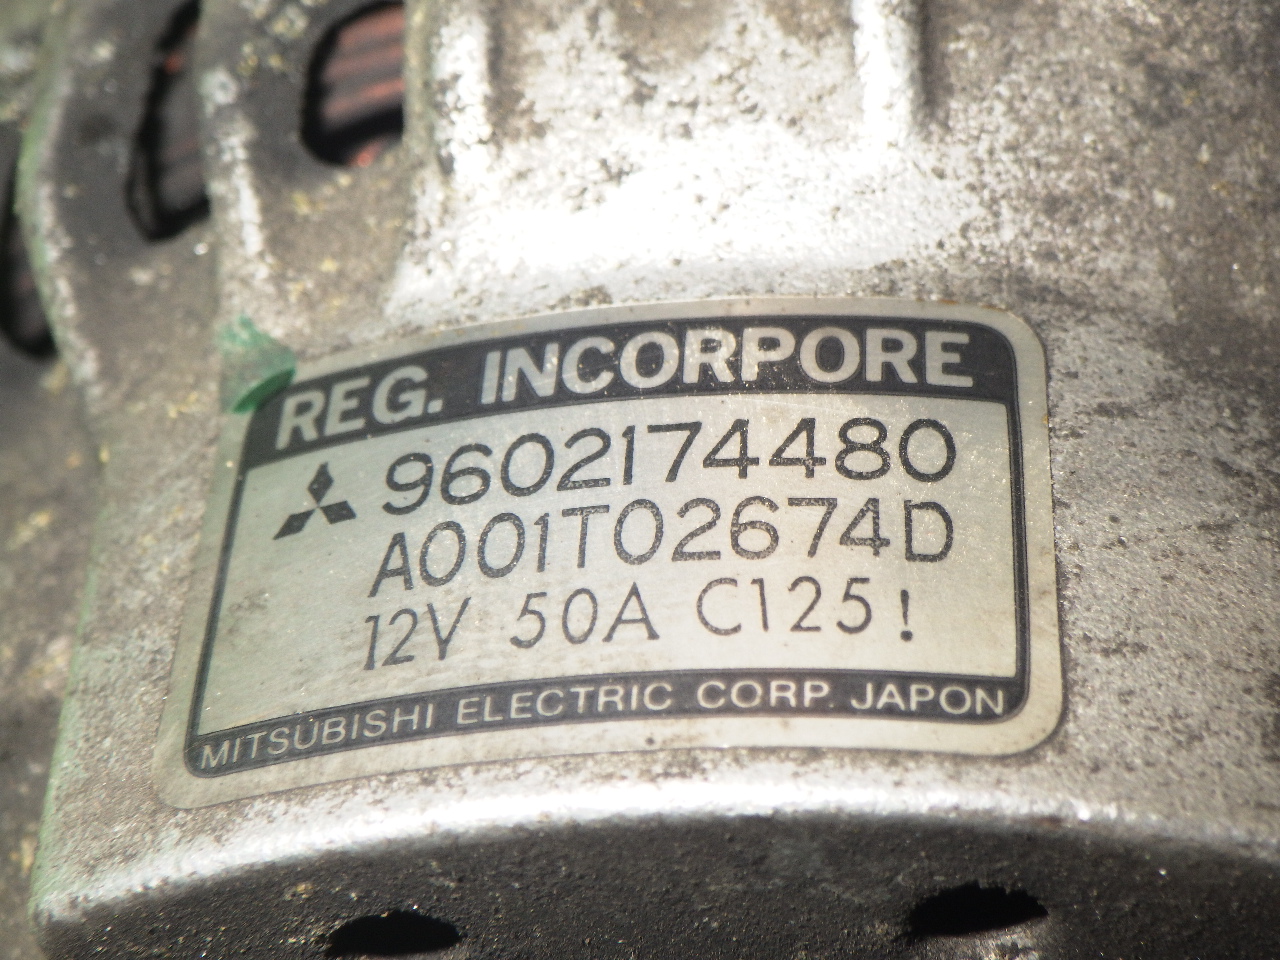 REG. INCORPORE
9602174480
A001T02674D
12V 50A C125!
MITSUBISHI ELECTRIC CORP. JAPON